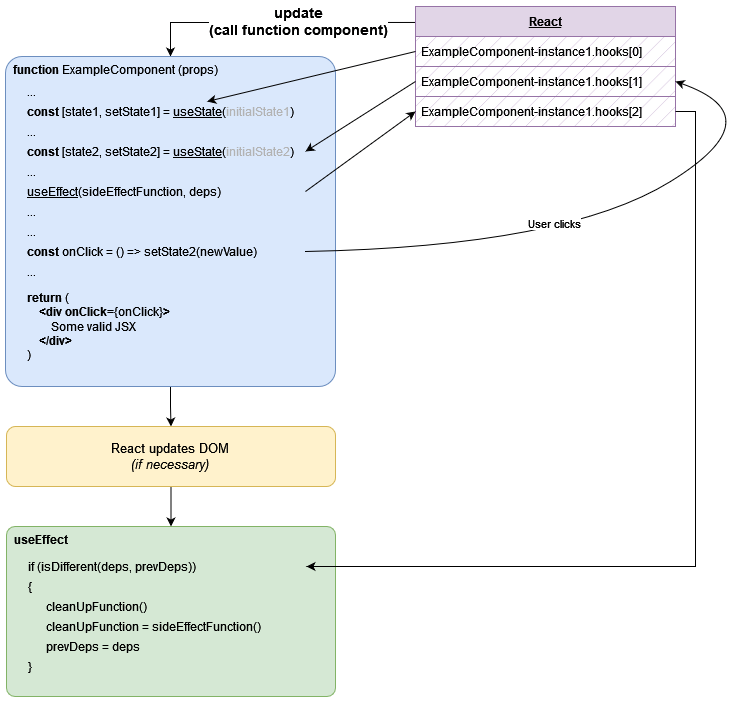 update
(call function component)
React
ExampleComponent-instance1.hooks[0]
ExampleComponent-instance1.hooks[1]
ExampleComponent-instance1.hooks[2]
function ExampleComponent (props)
...
const [state1, setState1] = useState(initialState1)
...
const [state2, setState2] = useState(initialState2)
...
useEffect(sideEffectFunction, deps)
...
...
const onClick = () => setState2(newValue)
...
return (
<div onClick={onClick}>
Some valid JSX
</div>
)
User clicks
React updates DOM
(if necessary)
useEffect
if (isDifferent(deps, prevDeps))
{
cleanUpFunction()
cleanUpFunction = sideEffectFunction()
prevDeps = deps
}